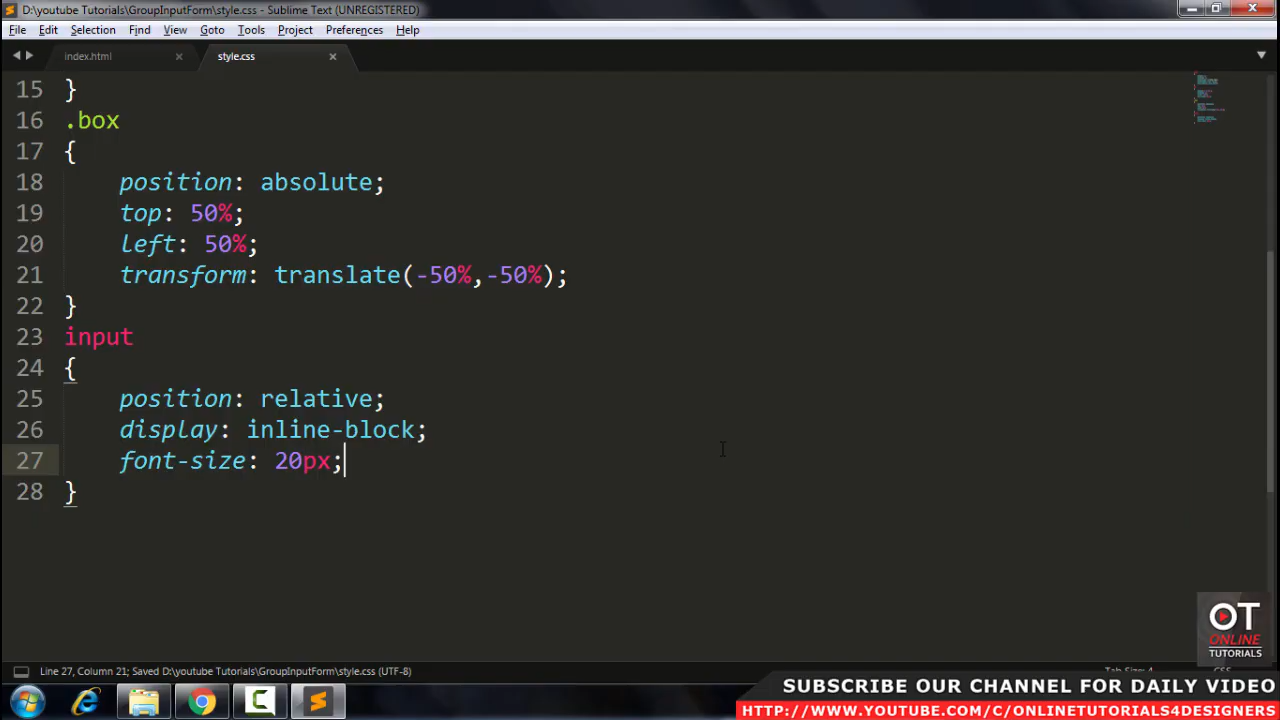 D:\youtube Tutorials\GroupInputForm\style.css - Sublime Text (UNREGISTERED)
File Edit Selection Find View Goto Tools Project Preferences Help
index.html style.css
15 }
16 .box
17 {
18 position: absolute;
19 top: 50%;
20 left: 50%;
21 transform: translate(-50%,-50%);
22 }
23 input
24 {
25 position: relative;
26 display: inline-block;
27 font-size: 20px;
28 }
OT
ONLINE
TUTORIALS
Line 27, Column 21; Saved D:\youtube Tutorials\GroupInputForm\style.css (UTF-8)
SUBSCRIBE OUR CHANNEL FOR DAILY VIDEO
HTTP://WWW.YOUTUBE.COM/C/ONLINETUTORIALS4DESIGNERS